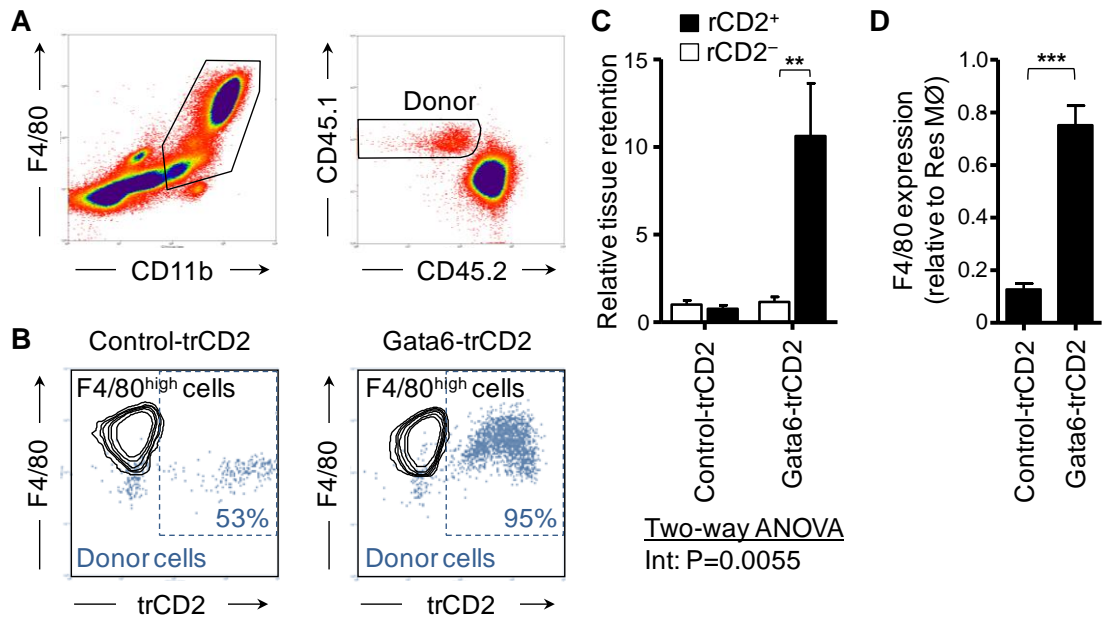 A
F4/80
CD11b
CD45.1
Donor
CD45.2
B
Control-trCD2
F4/80high cells
F4/80
53%
Donor cells
trCD2
Gata6-trCD2
F4/80high cells
F4/80
95%
Donor cells
trCD2
C
rCD2+
rCD2−
Relative tissue retention
15
10
5
0
**
Control-trCD2
Gata6-trCD2
Two-way ANOVA
Int: P=0.0055
D
F4/80 expression
(relative to Res MØ)
1.0
0.8
0.6
0.4
0.2
0
***
Control-trCD2
Gata6-trCD2